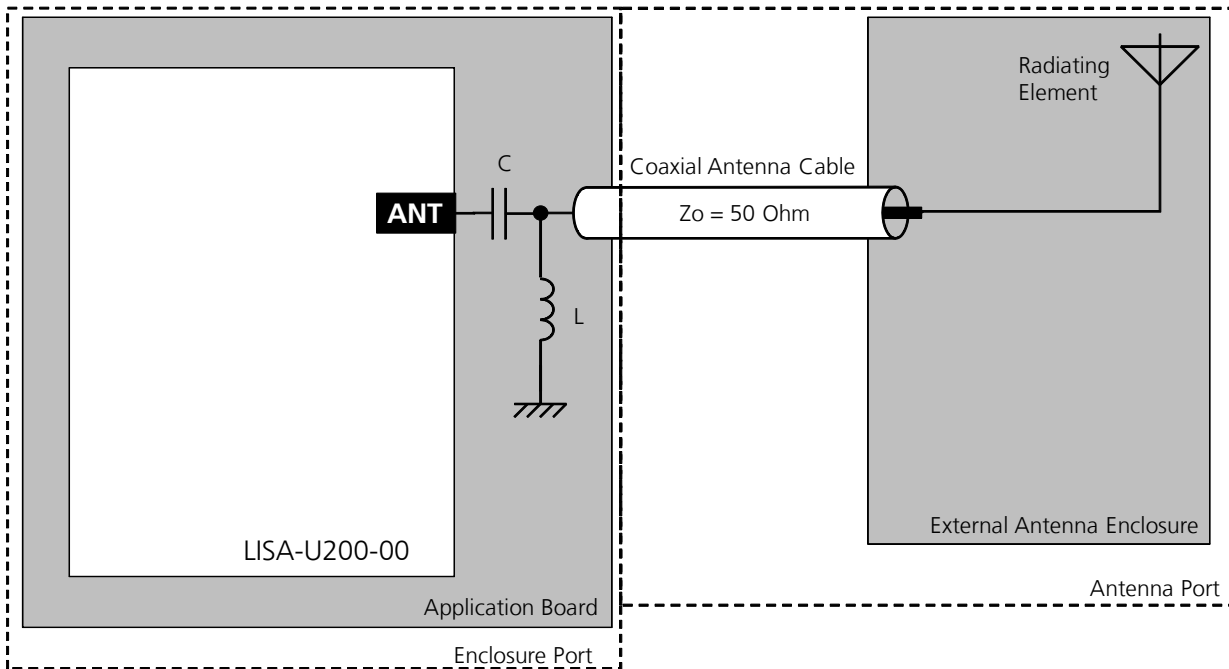 Radiating
Element
C
Coaxial Antenna Cable
ANT
Zo = 50 Ohm
L
External Antenna Enclosure
LISA-U200-00
Antenna Port
Application Board
Enclosure Port